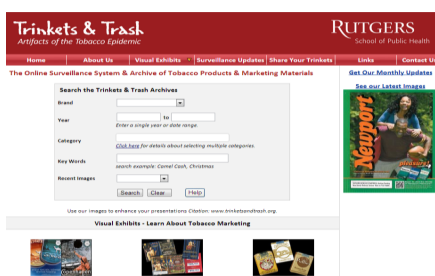 Trinkets & Trash
Artifacts of the Tobacco Epidemic
RUTGERS
School of Public Health
Home About Us Visual Exhibits Surveillance Updates Share Your Trinkets Links Contact Us
The Online Surveillance System & Archive of Tobacco Products & Marketing Materials
Get Our Monthly Updates
See our Latest Images
Search the Trinkets & Trash Archives
Brand
Year
to
Enter a single year or date range.
Category
Click here for details about selecting multiple categories.
Key Words
search example: Camel Cash, Christmas
Recent Images
Search Clear Help
Newport
Use our images to enhance your presentations Citation: www.trinketsandtrash.org.
Visual Exhibits - Learn About Tobacco Marketing